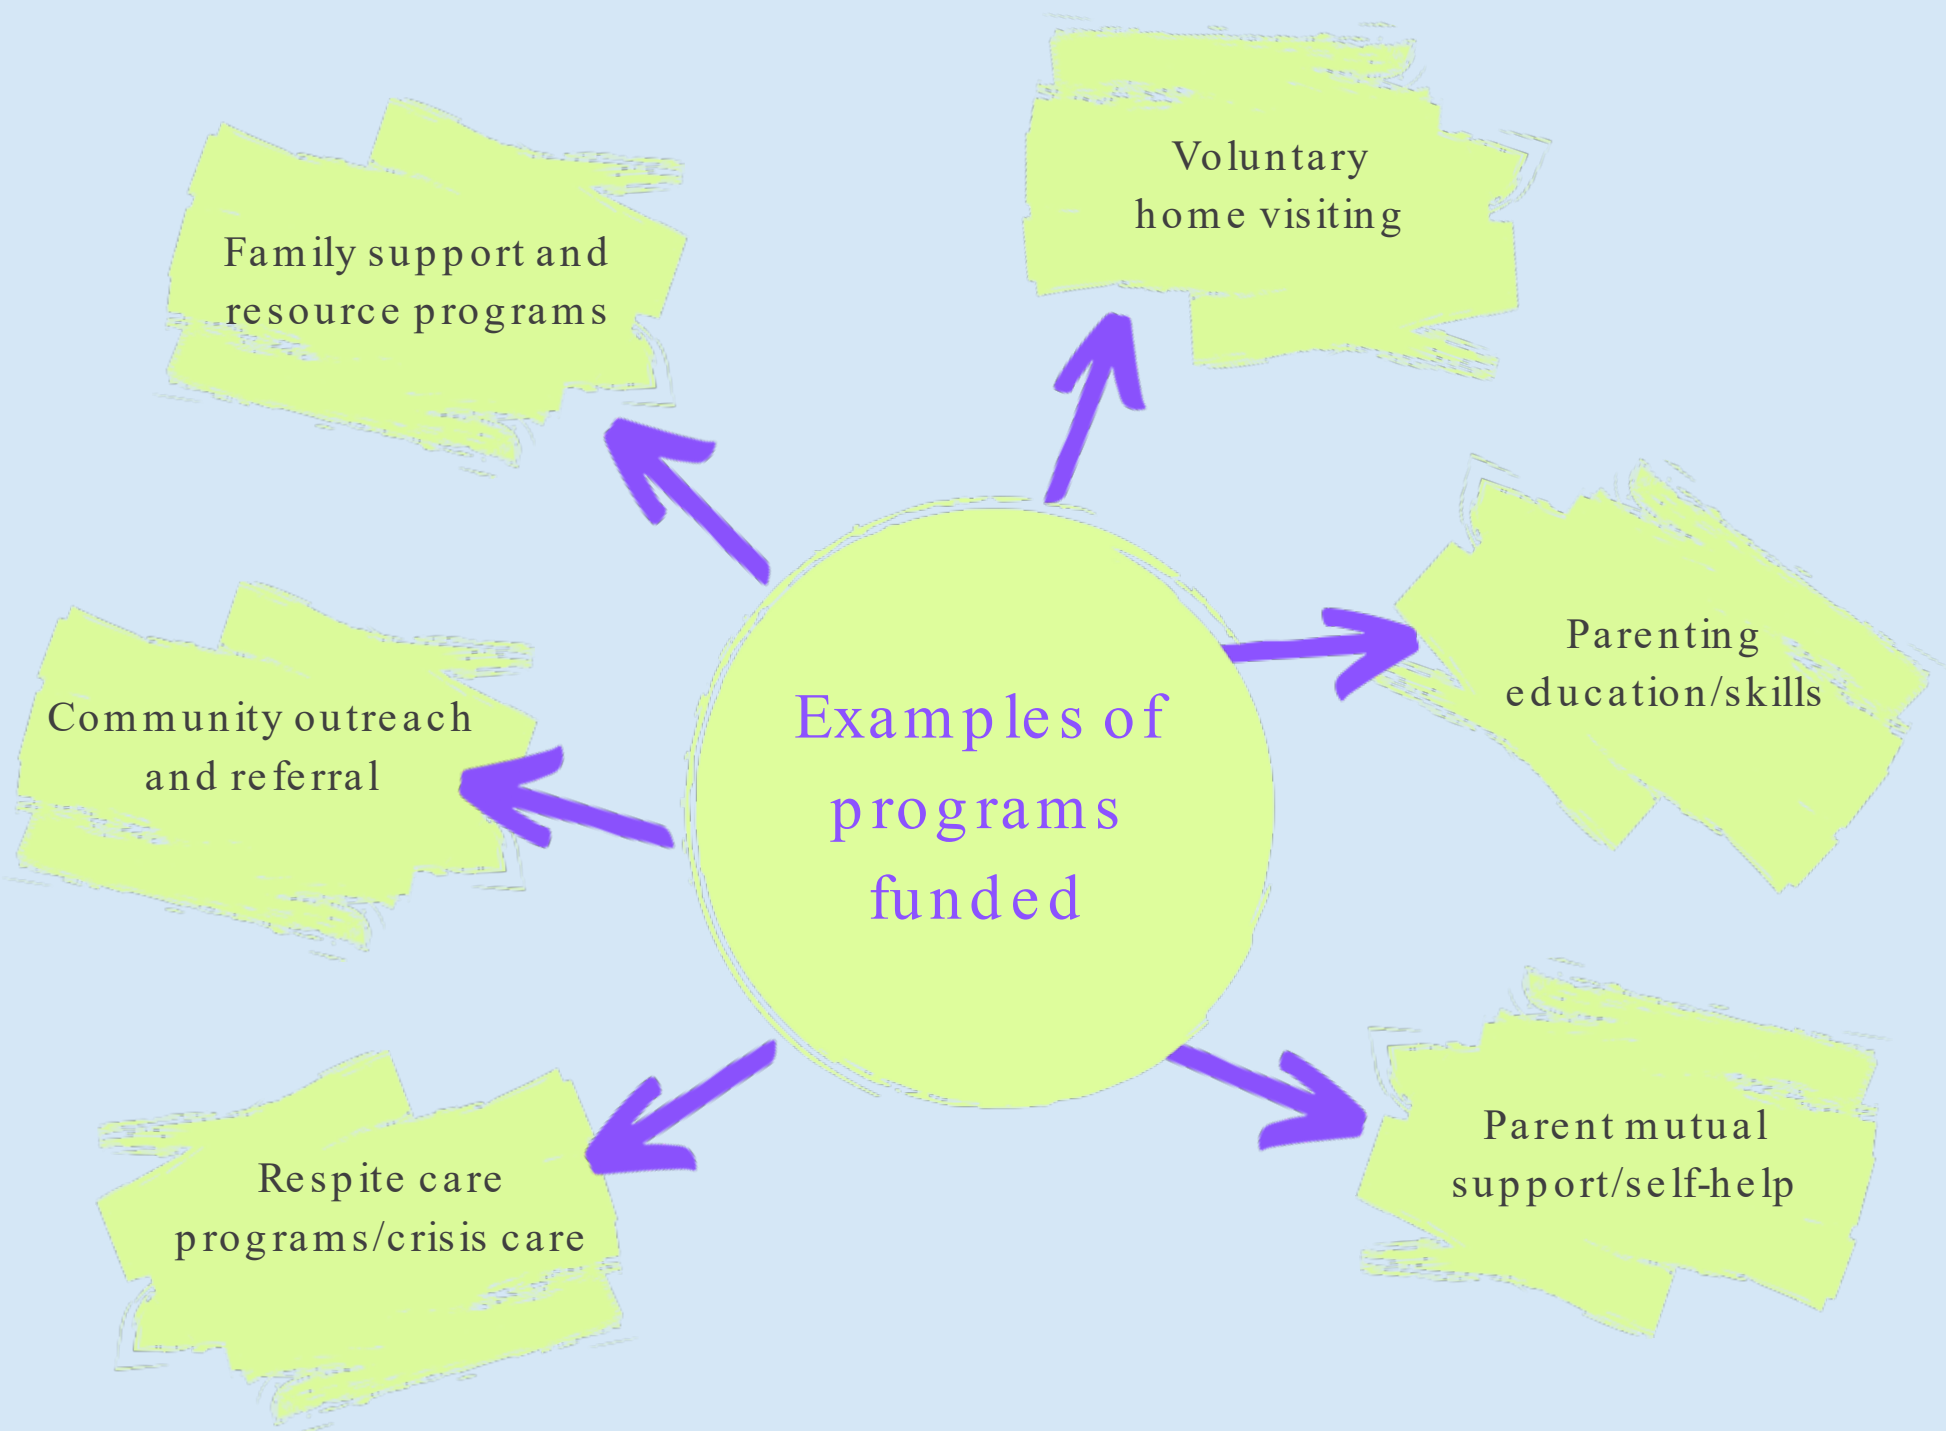 Voluntary
home visiting
Family support and
resource programs
Parenting
education/skills
Examples of
programs
funded
Community outreach
and referral
Parent mutual
support/self-help
Respite care
programs/crisis care